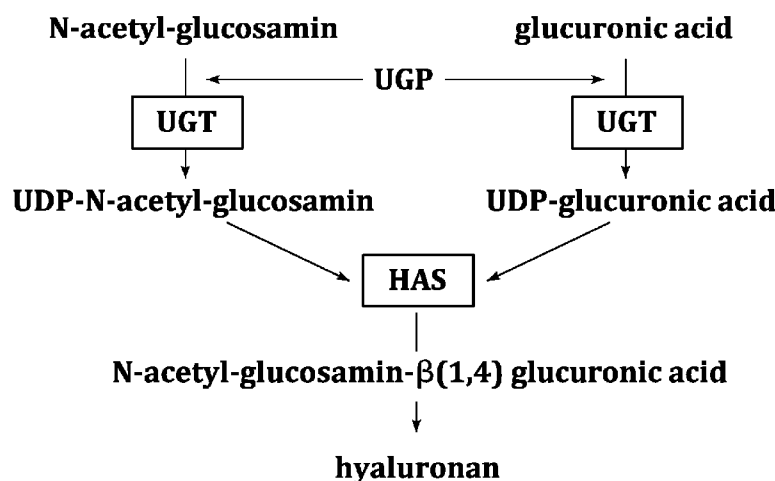 N-acetyl-glucosamin glucuronic acid
UGP
UGT UGT
UDP-N-acetyl-glucosamin UDP-glucuronic acid
HAS
N-acetyl-glucosamin-β(1,4) glucuronic acid
hyaluronan